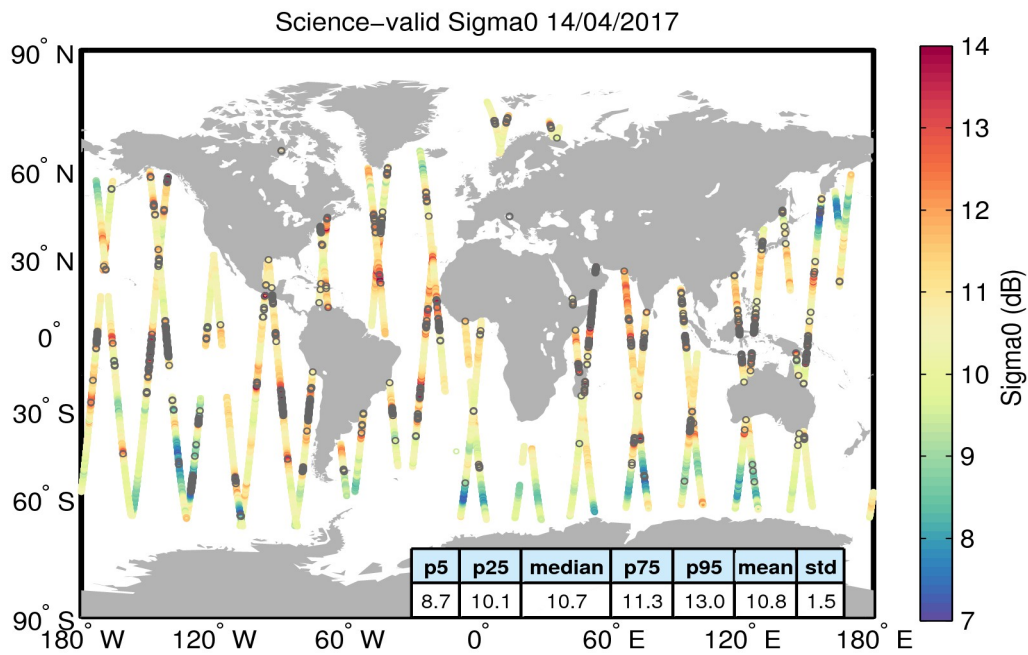 Science−valid Sigma0 14/04/2017
90° N
60° N
30° N
0°
30° S
60° S
90° S
180° W
120° W
60° W
0°
60° E
120° E
180° E
p5 p25 median p75 p95 mean std
8.7 10.1 10.7 11.3 13.0 10.8 1.5
14
13
12
11
10
9
8
7
Sigma0 (dB)